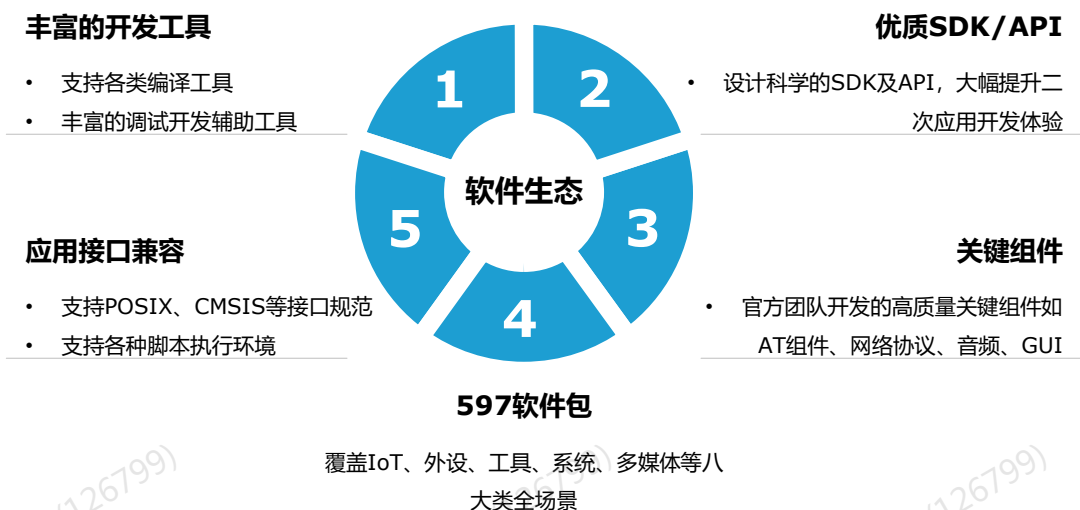 丰富的开发工具
• 支持各类编译工具
• 丰富的调试开发辅助工具
1
2
优质SDK/API
• 设计科学的SDK及API，大幅提升二
次应用开发体验
软件生态
5
3
4
应用接口兼容
• 支持POSIX、CMSIS等接口规范
• 支持各种脚本执行环境
关键组件
• 官方团队开发的高质量关键组件如
AT组件、网络协议、音频、GUI
597软件包
覆盖IoT、外设、工具、系统、多媒体等八
大类全场景
126799)
126799)